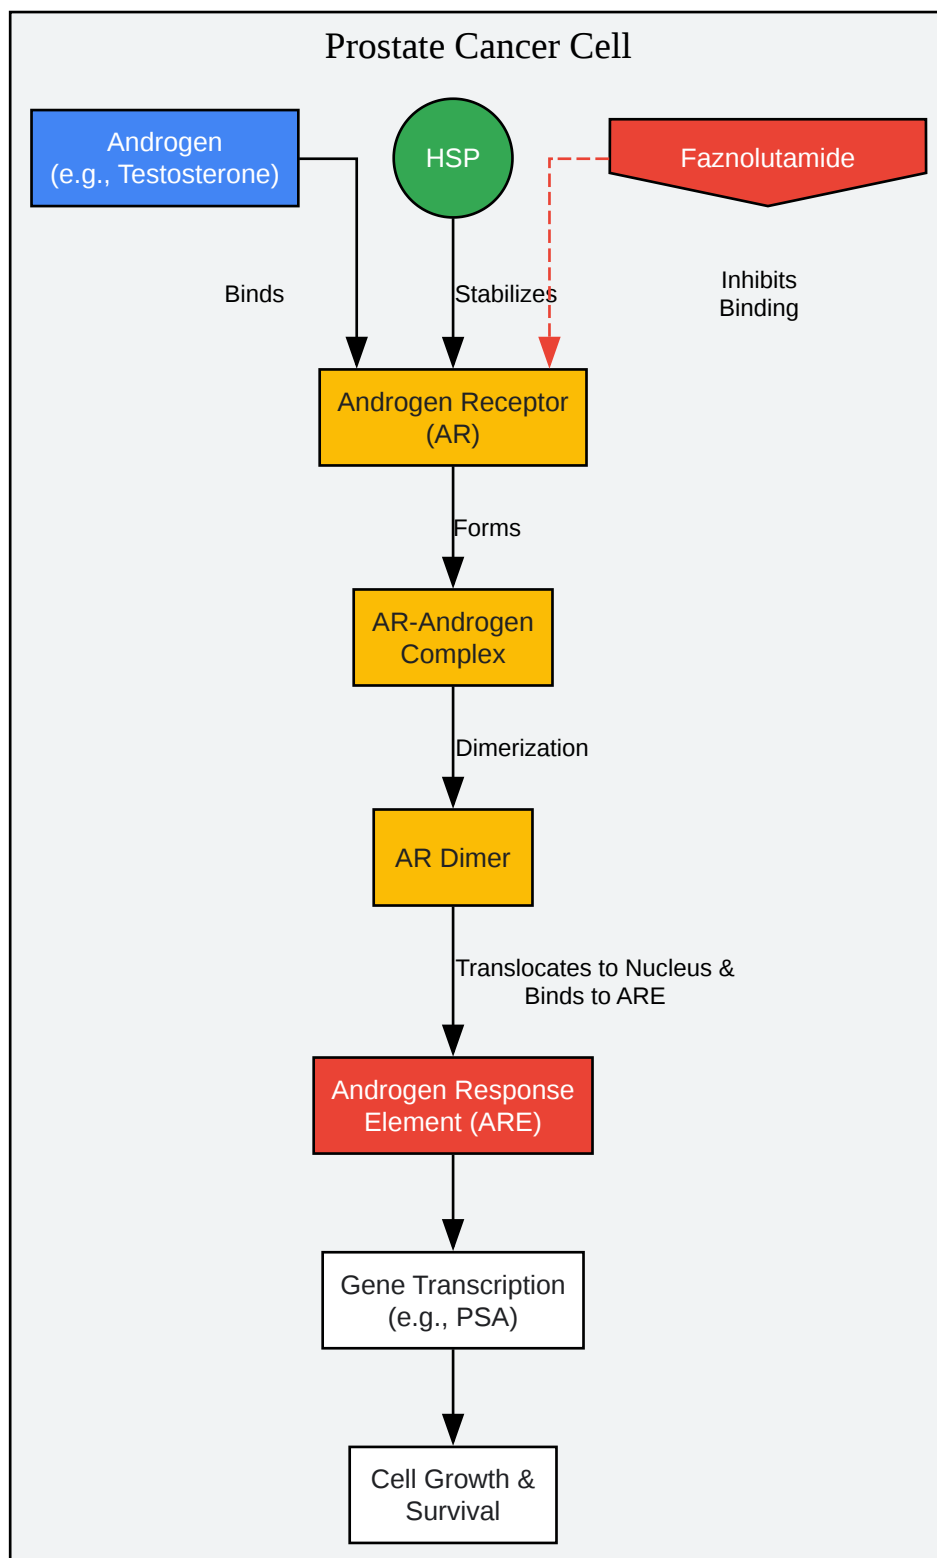 Prostate Cancer Cell
Androgen
(e.g., Testosterone)
HSP
Faznolutamide
Binds
Stabilizes
Inhibits
Binding
Androgen Receptor
(AR)
Forms
AR-Androgen
Complex
Dimerization
AR Dimer
Translocates to Nucleus &
Binds to ARE
Androgen Response
Element (ARE)
Gene Transcription
(e.g., PSA)
Cell Growth &
Survival